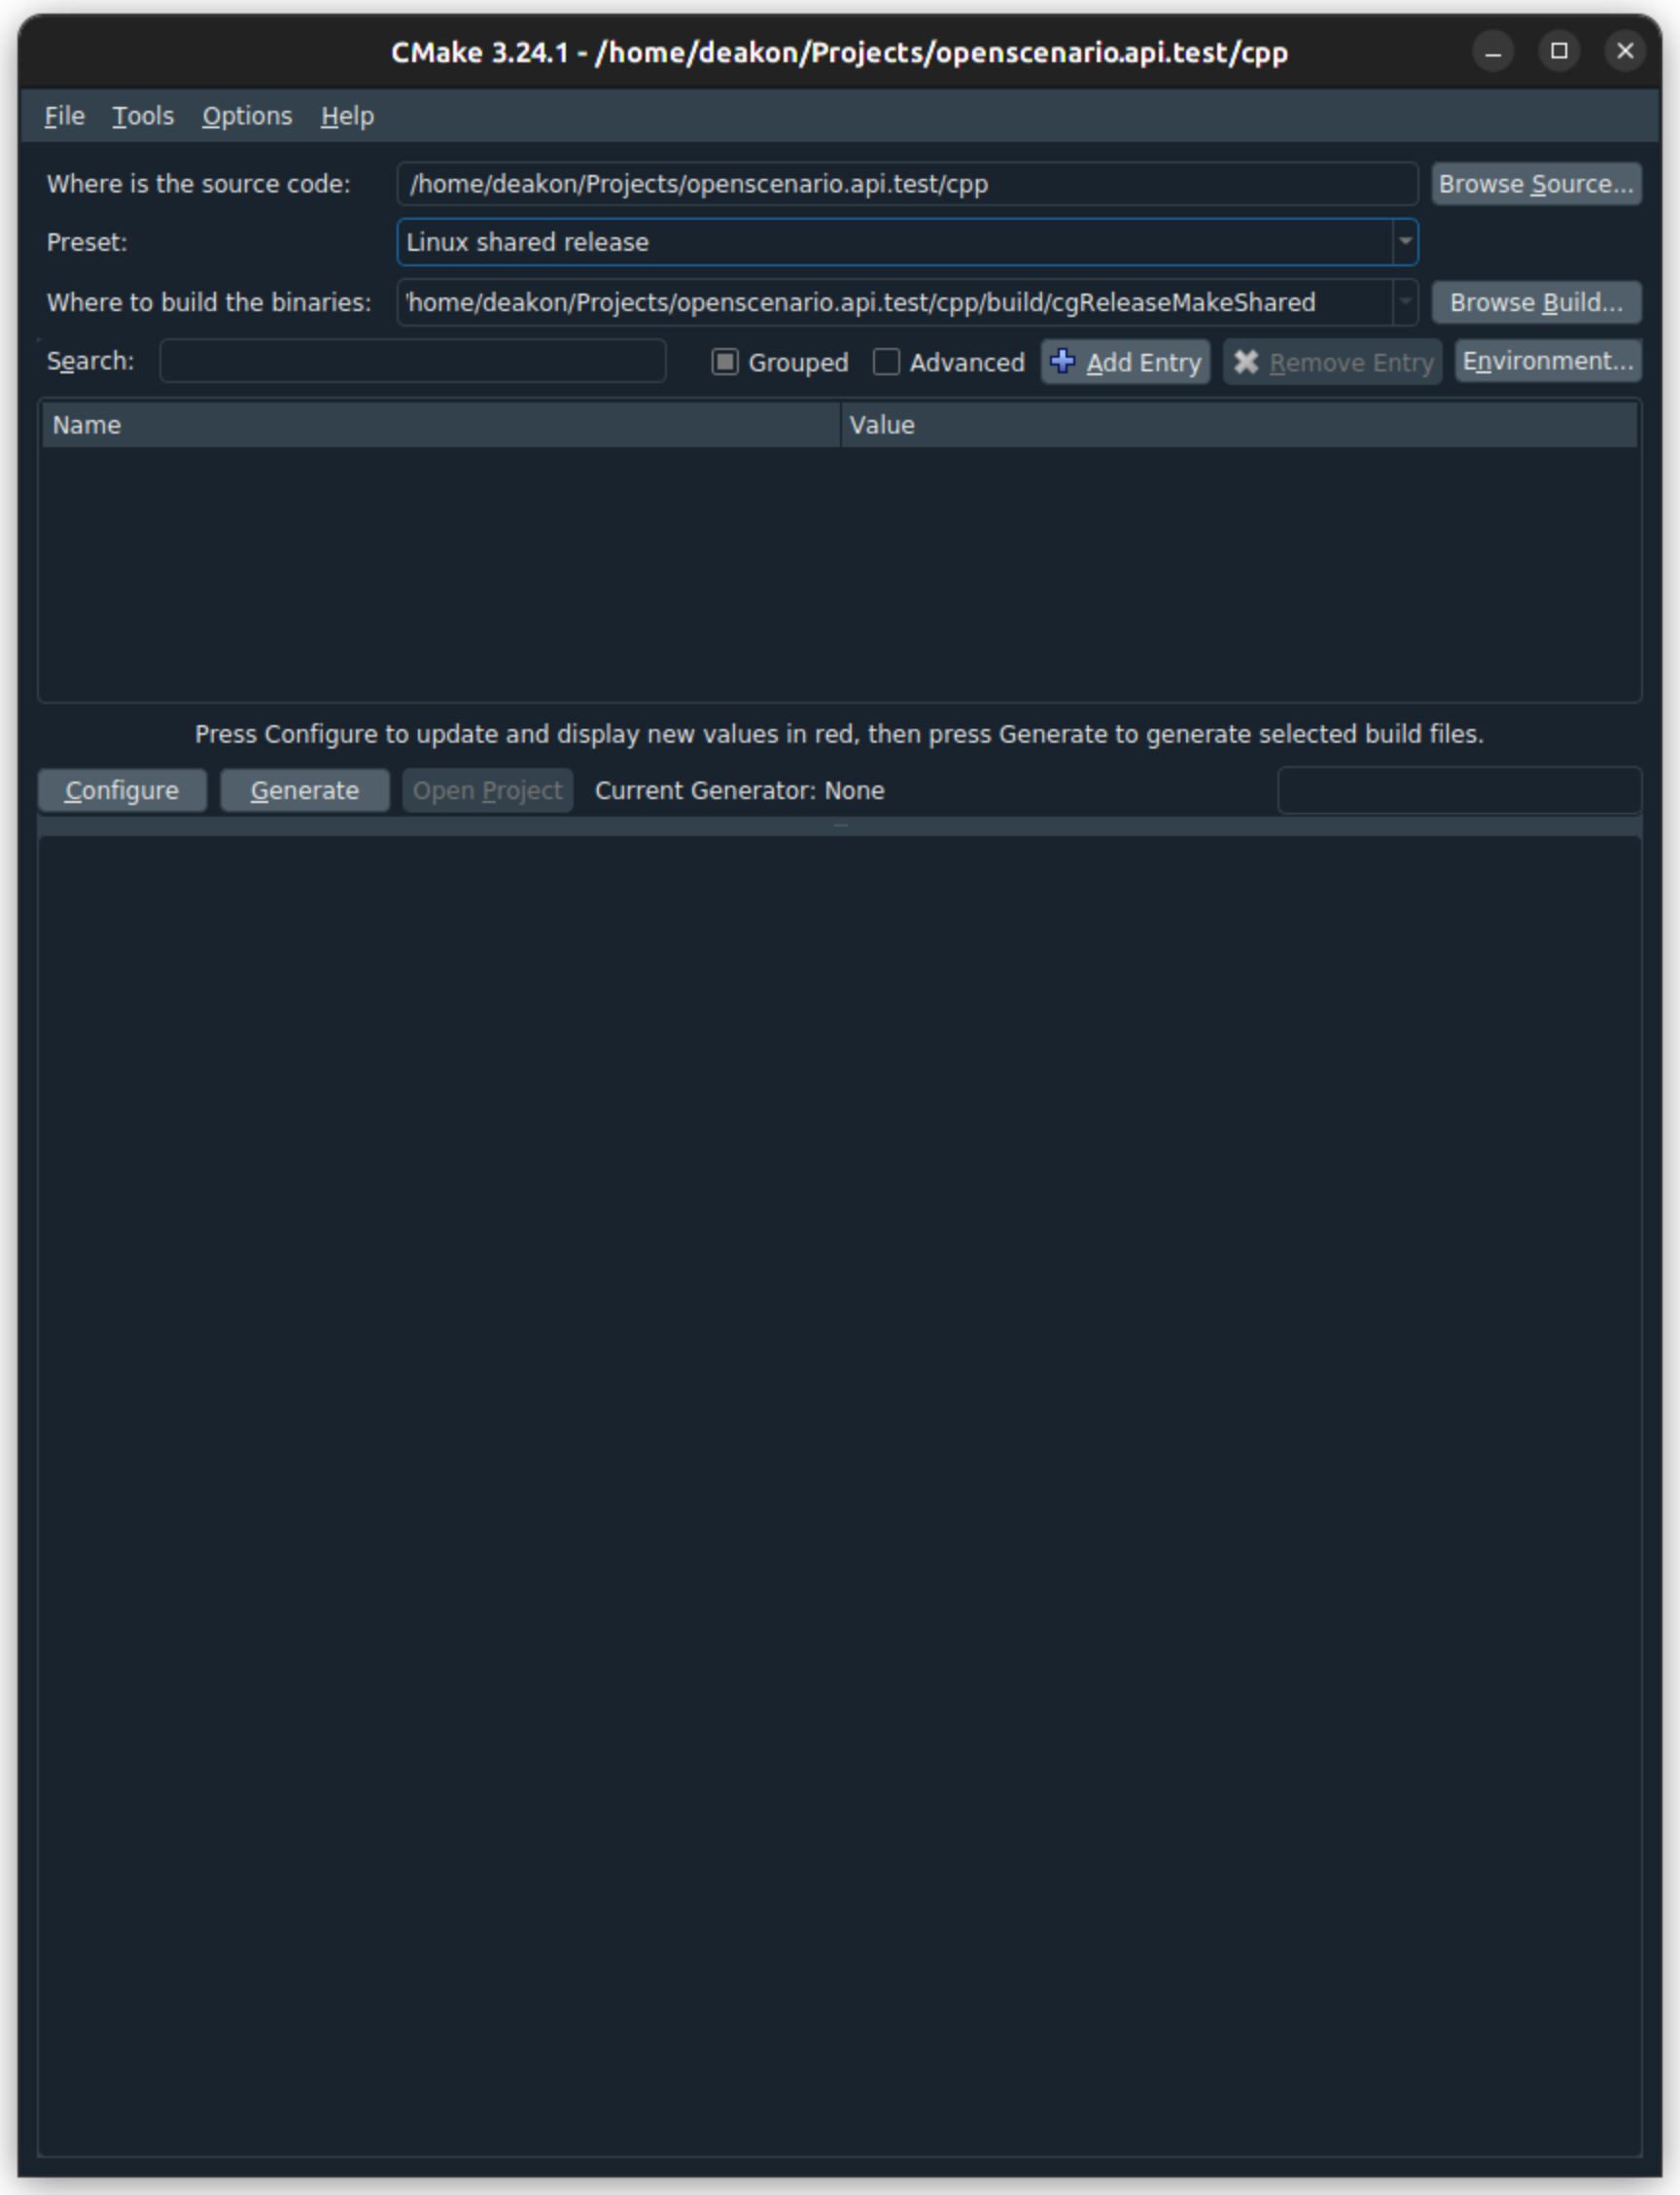 CMake 3.24.1 - /home/deakon/Projects/openscenario.api.test/cpp
File Tools Options Help
Where is the source code: /home/deakon/Projects/openscenario.api.test/cpp Browse Source...
Preset: Linux shared release
Where to build the binaries: /home/deakon/Projects/openscenario.api.test/cpp/build/cgReleaseMakeShared Browse Build...
Search: Grouped Advanced Add Entry Remove Entry Environment...
Name Value
Press Configure to update and display new values in red, then press Generate to generate selected build files.
Configure Generate Open Project Current Generator: None